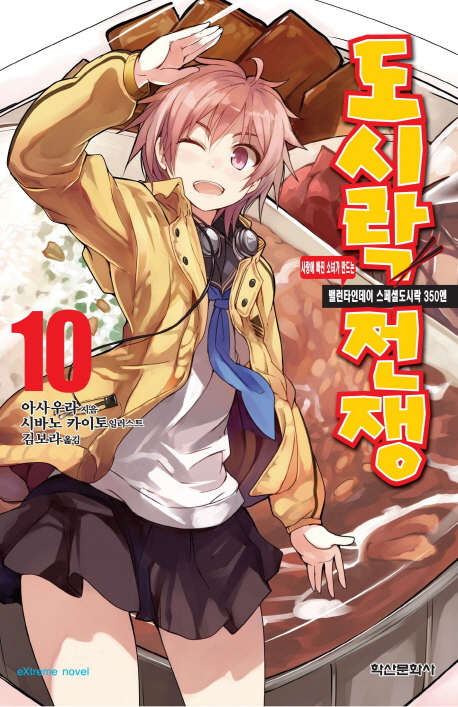 도시락 전쟁
사랑에 빠진 소녀가 만드는
밸런타인데이 스페셜도시락 350엔
10
아사우라 지음
시바노 카이토 일러스트
김보라 옮김
eXtreme novel
학산문화사